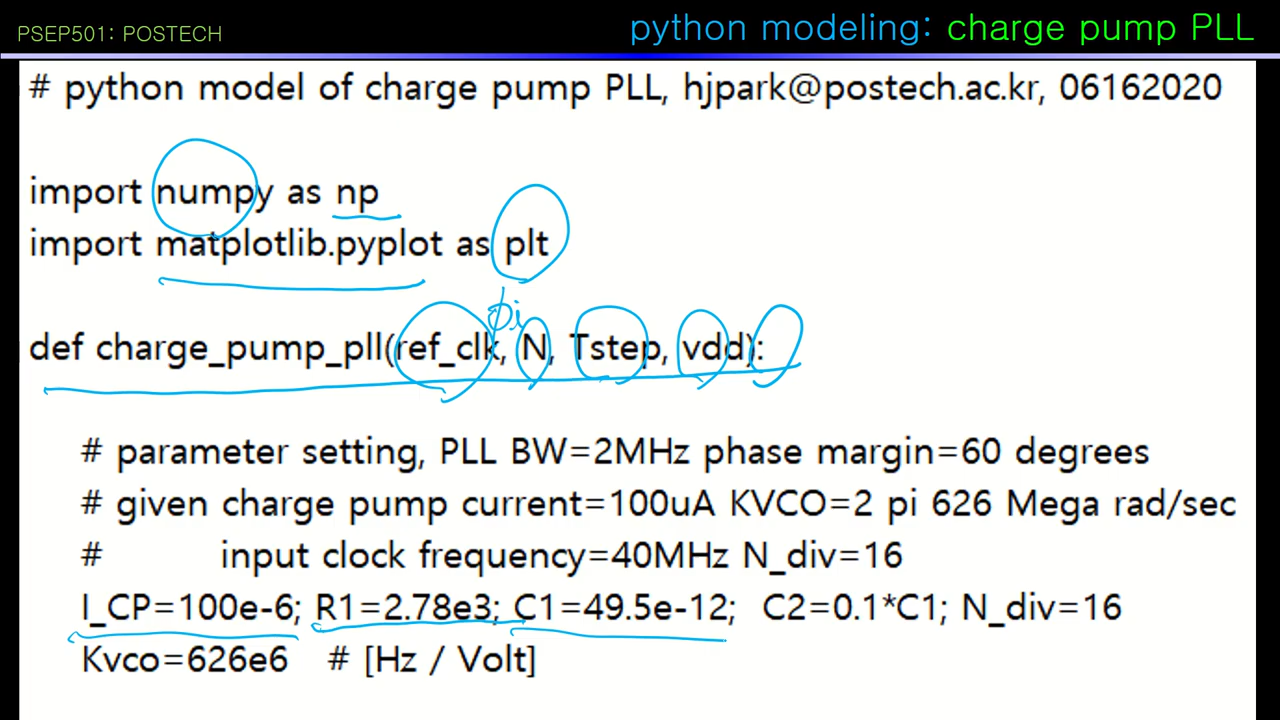 PSEP501: POSTECH
python modeling: charge pump PLL
# python model of charge pump PLL, hjpark@postech.ac.kr, 06162020
import numpy as np
import matplotlib.pyplot as plt
φi
def charge_pump_pll(ref_clk, N, Tstep, vdd):
# parameter setting, PLL BW=2MHz phase margin=60 degrees
# given charge pump current=100uA KVCO=2 pi 626 Mega rad/sec
# input clock frequency=40MHz N_div=16
I_CP=100e-6; R1=2.78e3; C1=49.5e-12; C2=0.1*C1; N_div=16
Kvco=626e6 # [Hz / Volt]